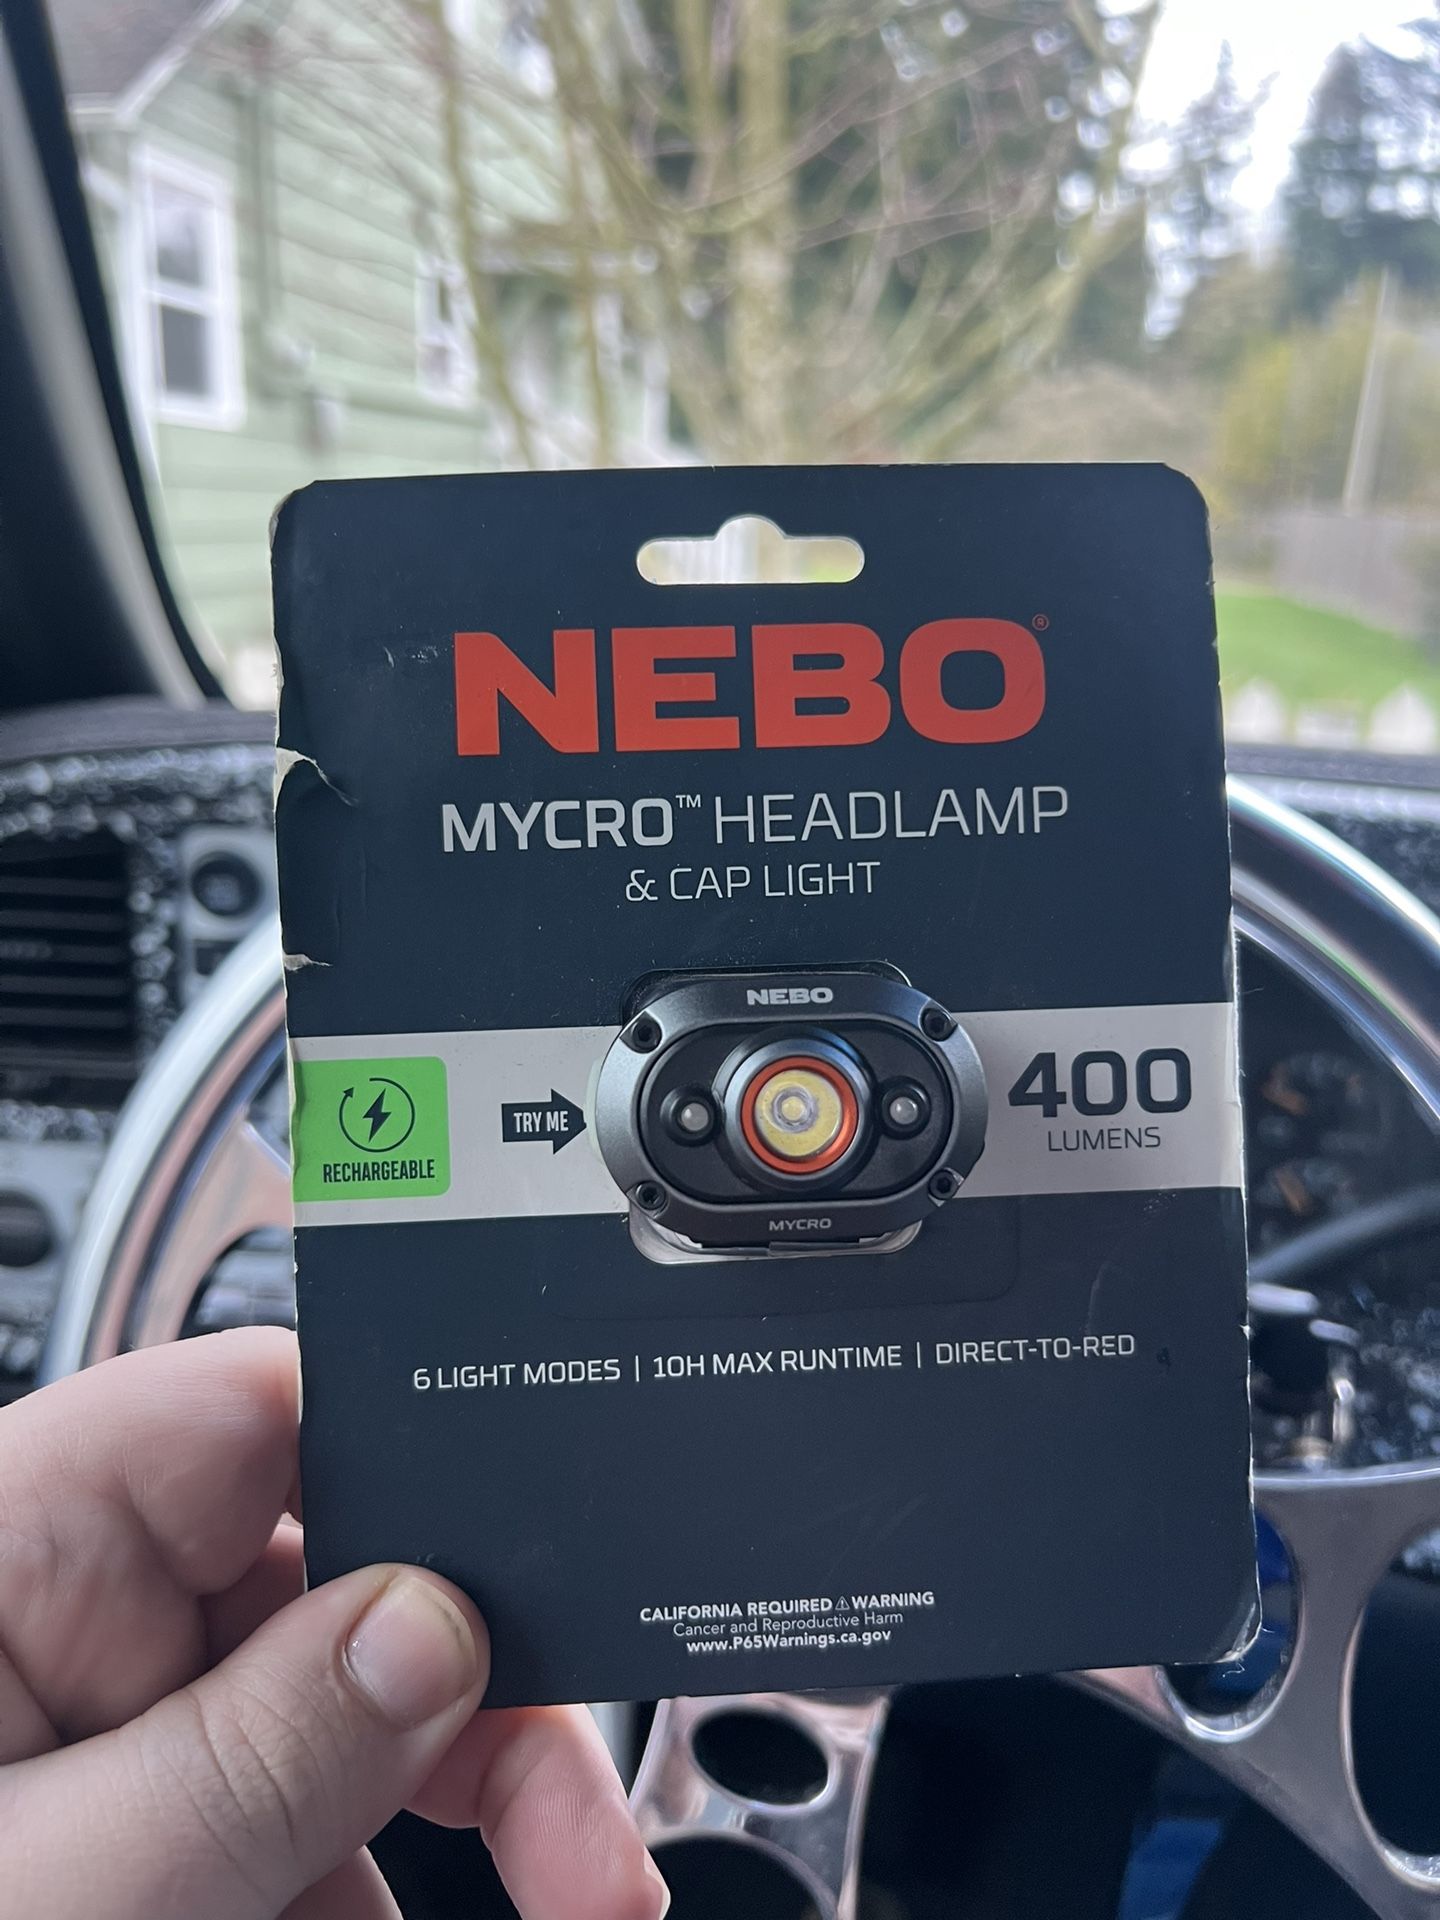 NEBO®
MYCRO™ HEADLAMP
& CAP LIGHT
NEBO
400
LUMENS
TRY ME
RECHARGEABLE
MYCRO
6 LIGHT MODES | 10H MAX RUNTIME | DIRECT-TO-RED
CALIFORNIA REQUIRED ⚠ WARNING
Cancer and Reproductive Harm
www.P65Warnings.ca.gov